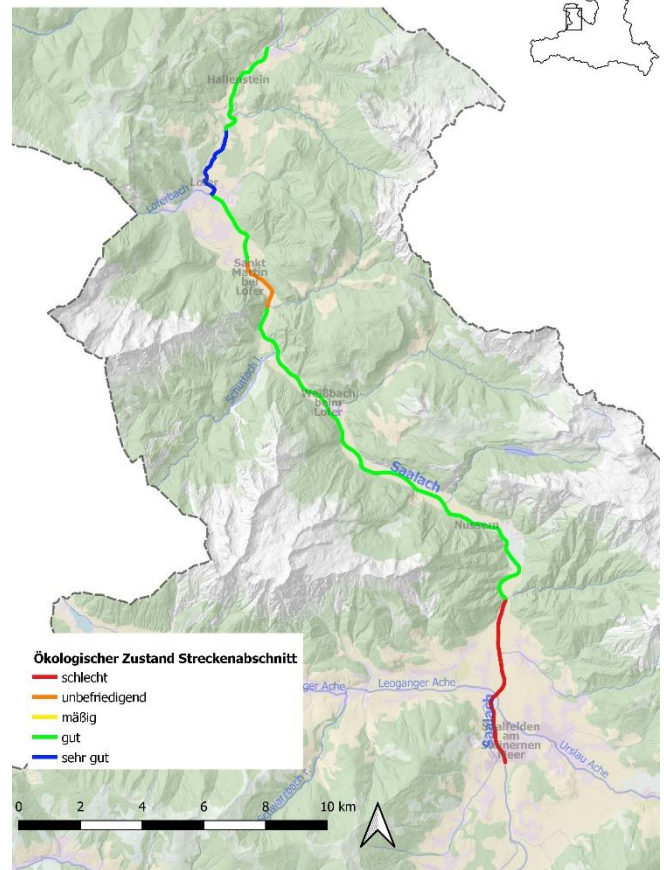 Hallenstein
Lofer
Loferbach
Sankt
Martin
bei
Lofer
Schüttach
Weißbach
beim
Lofer
Saalach
Nussern
Ökologischer Zustand Streckenabschnitt
schlecht
unbefriedigend
mäßig
gut
sehr gut
nger Ache
Leoganger Ache
Saalach
Saalfelden
am
Steinernen
Meer
Urslau Ache
Schwarzbach
0 2 4 6 8 10 km